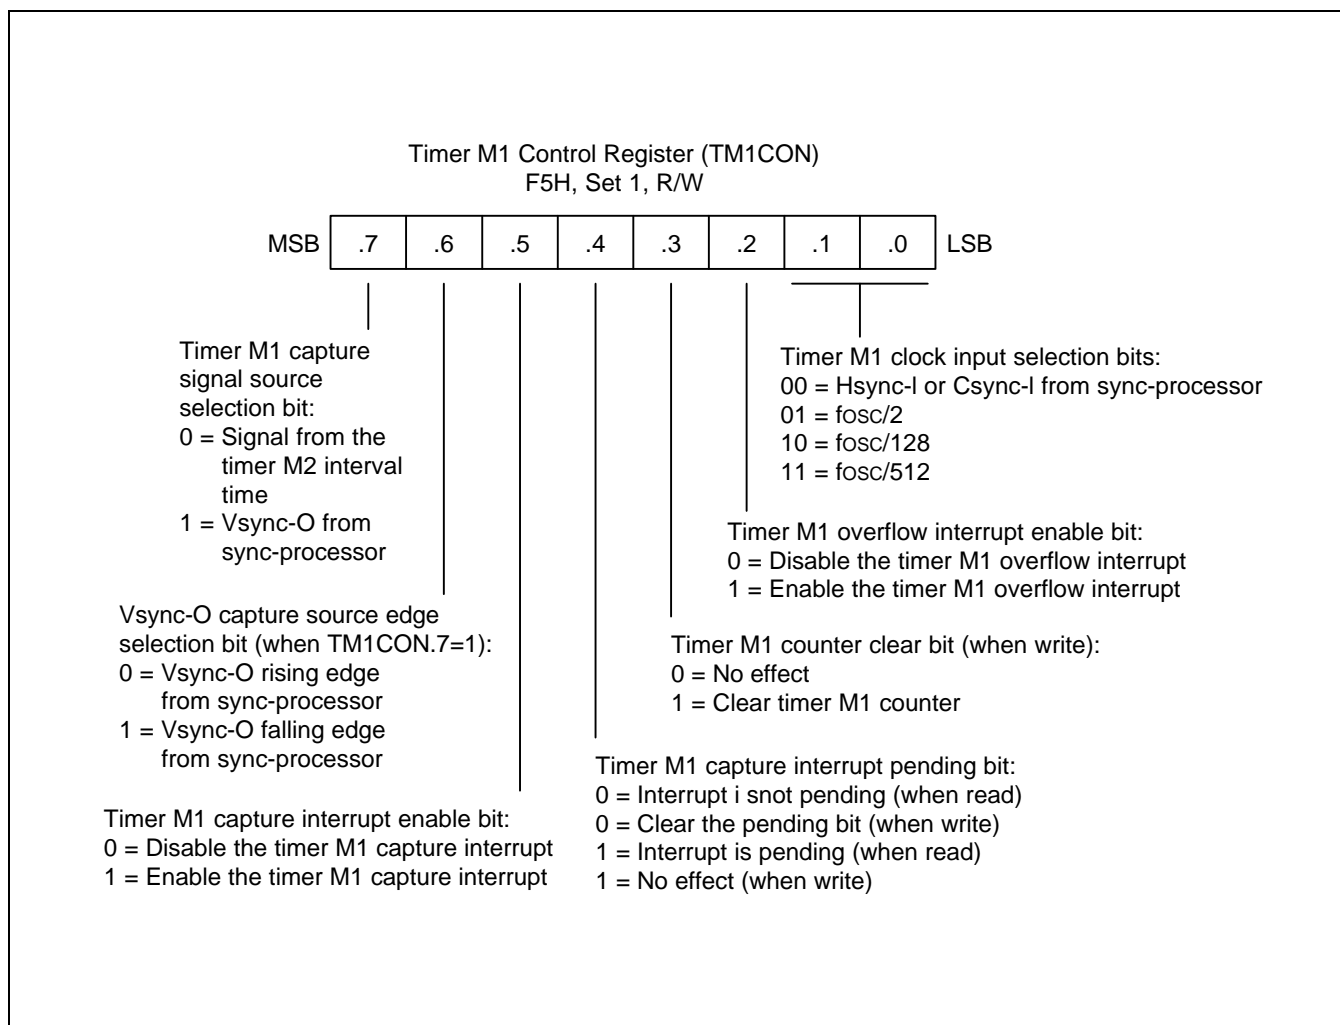 Timer M1 Control Register (TM1CON)
F5H, Set 1, R/W
MSB .7 .6 .5 .4 .3 .2 .1 .0 LSB
Timer M1 capture
signal source
selection bit:
0 = Signal from the
timer M2 interval
time
1 = Vsync-O from
sync-processor
Vsync-O capture source edge
selection bit (when TM1CON.7=1):
0 = Vsync-O rising edge
from sync-processor
1 = Vsync-O falling edge
from sync-processor
Timer M1 capture interrupt enable bit:
0 = Disable the timer M1 capture interrupt
1 = Enable the timer M1 capture interrupt
Timer M1 clock input selection bits:
00 = Hsync-I or Csync-I from sync-processor
01 = fOSC/2
10 = fOSC/128
11 = fOSC/512
Timer M1 overflow interrupt enable bit:
0 = Disable the timer M1 overflow interrupt
1 = Enable the timer M1 overflow interrupt
Timer M1 counter clear bit (when write):
0 = No effect
1 = Clear timer M1 counter
Timer M1 capture interrupt pending bit:
0 = Interrupt i snot pending (when read)
0 = Clear the pending bit (when write)
1 = Interrupt is pending (when read)
1 = No effect (when write)